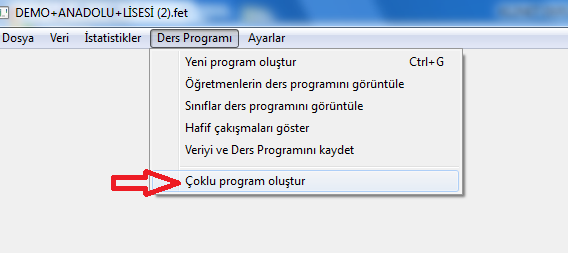 DEMO+ANADOLU+LİSESİ (2).fet
Dosya Veri İstatistikler Ders Programı Ayarlar
Yeni program oluştur Ctrl+G
Öğretmenlerin ders programını görüntüle
Sınıflar ders programını görüntüle
Hafif çakışmaları göster
Veriyi ve Ders Programını kaydet
Çoklu program oluştur